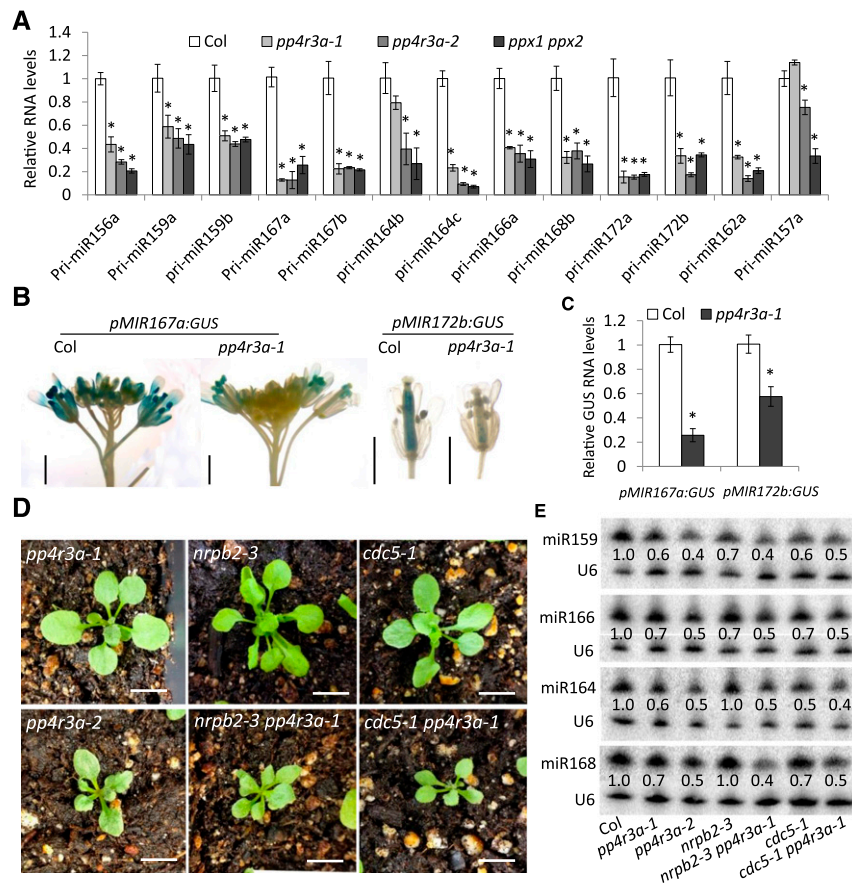 A
Col pp4r3a-1 pp4r3a-2 ppx1 ppx2
Relative RNA levels
1.4
1.2
1
0.8
0.6
0.4
0.2
0
* * * * * * * * * * * * * * * * * * * * * * * * * * * * * * * * * * * *
Pri-miR156a
Pri-miR159a
pri-miR159b
Pri-miR167a
Pri-miR167b
pri-miR164b
pri-miR164c
pri-miR166a
pri-miR168b
pri-miR172a
pri-miR172b
pri-miR162a
Pri-miR157a
B
pMIR167a:GUS
Col pp4r3a-1
pMIR172b:GUS
Col pp4r3a-1
C
Col pp4r3a-1
Relative GUS RNA levels
1.2
1
0.8
0.6
0.4
0.2
0
* *
pMIR167a:GUS pMIR172b:GUS
D
pp4r3a-1 nrpb2-3 cdc5-1
pp4r3a-2 nrpb2-3 pp4r3a-1 cdc5-1 pp4r3a-1
E
miR159
1.0 0.6 0.4 0.7 0.4 0.6 0.5
U6
miR166
1.0 0.7 0.5 0.7 0.5 0.7 0.5
U6
miR164
1.0 0.6 0.5 1.0 0.5 0.5 0.4
U6
miR168
1.0 0.7 0.5 1.0 0.4 0.7 0.5
U6
Col
pp4r3a-1
pp4r3a-2
nrpb2-3
nrpb2-3 pp4r3a-1
cdc5-1
cdc5-1 pp4r3a-1